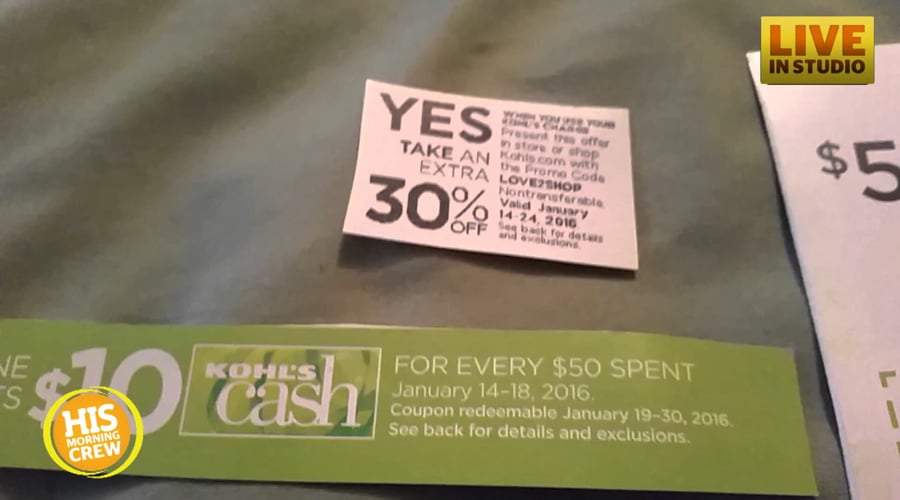 LIVE
IN STUDIO
YES
TAKE AN
EXTRA
30%
OFF
WHEN YOU USE YOUR
KOHL'S CHARGE
Present this offer
in store or shop
Kohls.com with
the Promo Code
LOVE2SHOP
Nontransferable.
Valid January
14-24, 2016.
See back for details
and exclusions.
$5
$10
KOHL'S
cash
FOR EVERY $50 SPENT
January 14-18, 2016.
Coupon redeemable January 19-30, 2016.
See back for details and exclusions.
HIS
MORNING
CREW